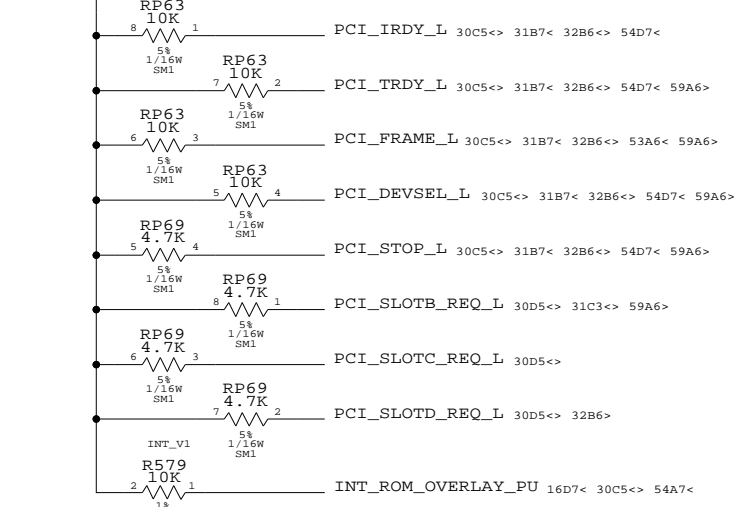 RP63
10K
8 1 PCI_IRDY_L 30C5<> 31B7< 32B6<> 54D7<
5%
1/16W
SM1
RP63
10K
7 2 PCI_TRDY_L 30C5<> 31B7< 32B6<> 54D7< 59A6>
5%
1/16W
SM1
RP63
10K
6 3 PCI_FRAME_L 30C5<> 31B7< 32B6<> 53A6< 59A6>
5%
1/16W
SM1
RP63
10K
5 4 PCI_DEVSEL_L 30C5<> 31B7< 32B6<> 54D7< 59A6>
5%
1/16W
SM1
RP69
4.7K
5 4 PCI_STOP_L 30C5<> 31B7< 32B6<> 54D7< 59A6>
5%
1/16W
SM1
RP69
4.7K
8 1 PCI_SLOTB_REQ_L 30D5<> 31C3<> 59A6>
5%
1/16W
SM1
RP69
4.7K
6 3 PCI_SLOTC_REQ_L 30D5<>
5%
1/16W
SM1
RP69
4.7K
7 2 PCI_SLOTD_REQ_L 30D5<> 32B6>
5%
1/16W
SM1
INT_V1
R579
10K
2 1 INT_ROM_OVERLAY_PU 16D7< 30C5<> 54A7<
1%